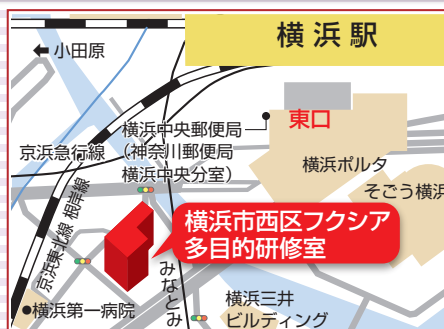 横浜駅
小田原
東口
横浜中央郵便局
（神奈川郵便局
横浜中央分室）
京浜急行線
横浜ポルタ
そごう横浜
京浜東北線 根岸線
横浜市西区フクシア
多目的研修室
みなとみ
横浜三井
ビルディング
横浜第一病院